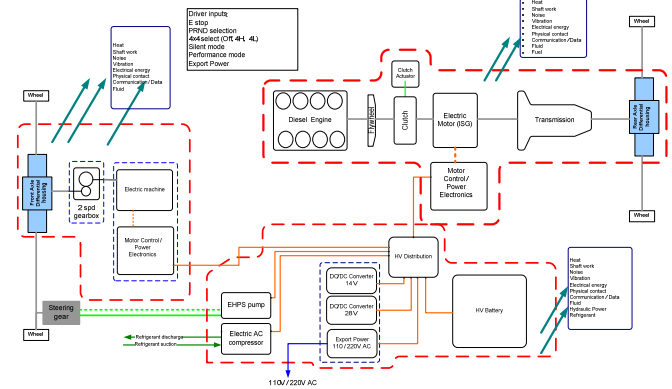 Driver inputs;
E stop
PRND selection
4x4 select (Off, 4H, 4L)
Silent mode
Performance mode
Export Power
Heat
Shaft work
Noise
Vibration
Electrical energy
Physical contact
Communication / Data
Fluid
Heat
Shaft work
Noise
Vibration
Electrical energy
Physical contact
Communication / Data
Fluid
Fuel
Wheel
Wheel
Clutch
Actuator
Diesel Engine
Flywheel
Clutch
Electric
Motor (ISG)
Transmission
Rear Axle
Differential
housing
Motor
Control /
Power
Electronics
Wheel
Front Axle
Differential
housing
2 spd
gearbox
Electric machine
Motor Control /
Power
Electronics
HV Distribution
Steering
gear
EHPS pump
Electric AC
compressor
DC/DC Converter
14V
DC/DC Converter
28V
Export Power
110 / 220V AC
HV Battery
Heat
Shaft work
Noise
Vibration
Electrical energy
Physical contact
Communication / Data
Fluid
Hydraulic Power
Refrigerant
Wheel
Refrigerant discharge
Refrigerant suction
110V / 220V AC